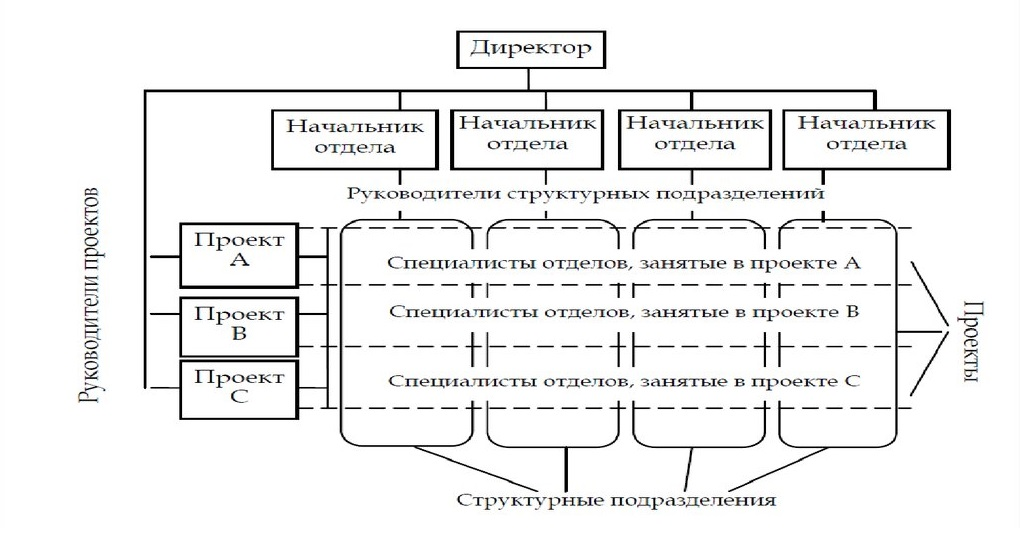 Директор
Начальник
отдела
Начальник
отдела
Начальник
отдела
Начальник
отдела
Руководители структурных подразделений
Руководители проектов
Проект
А
Специалисты отделов, занятые в проекте А
Проект
В
Специалисты отделов, занятые в проекте В
Проект
С
Специалисты отделов, занятые в проекте С
Проекты
Структурные подразделения